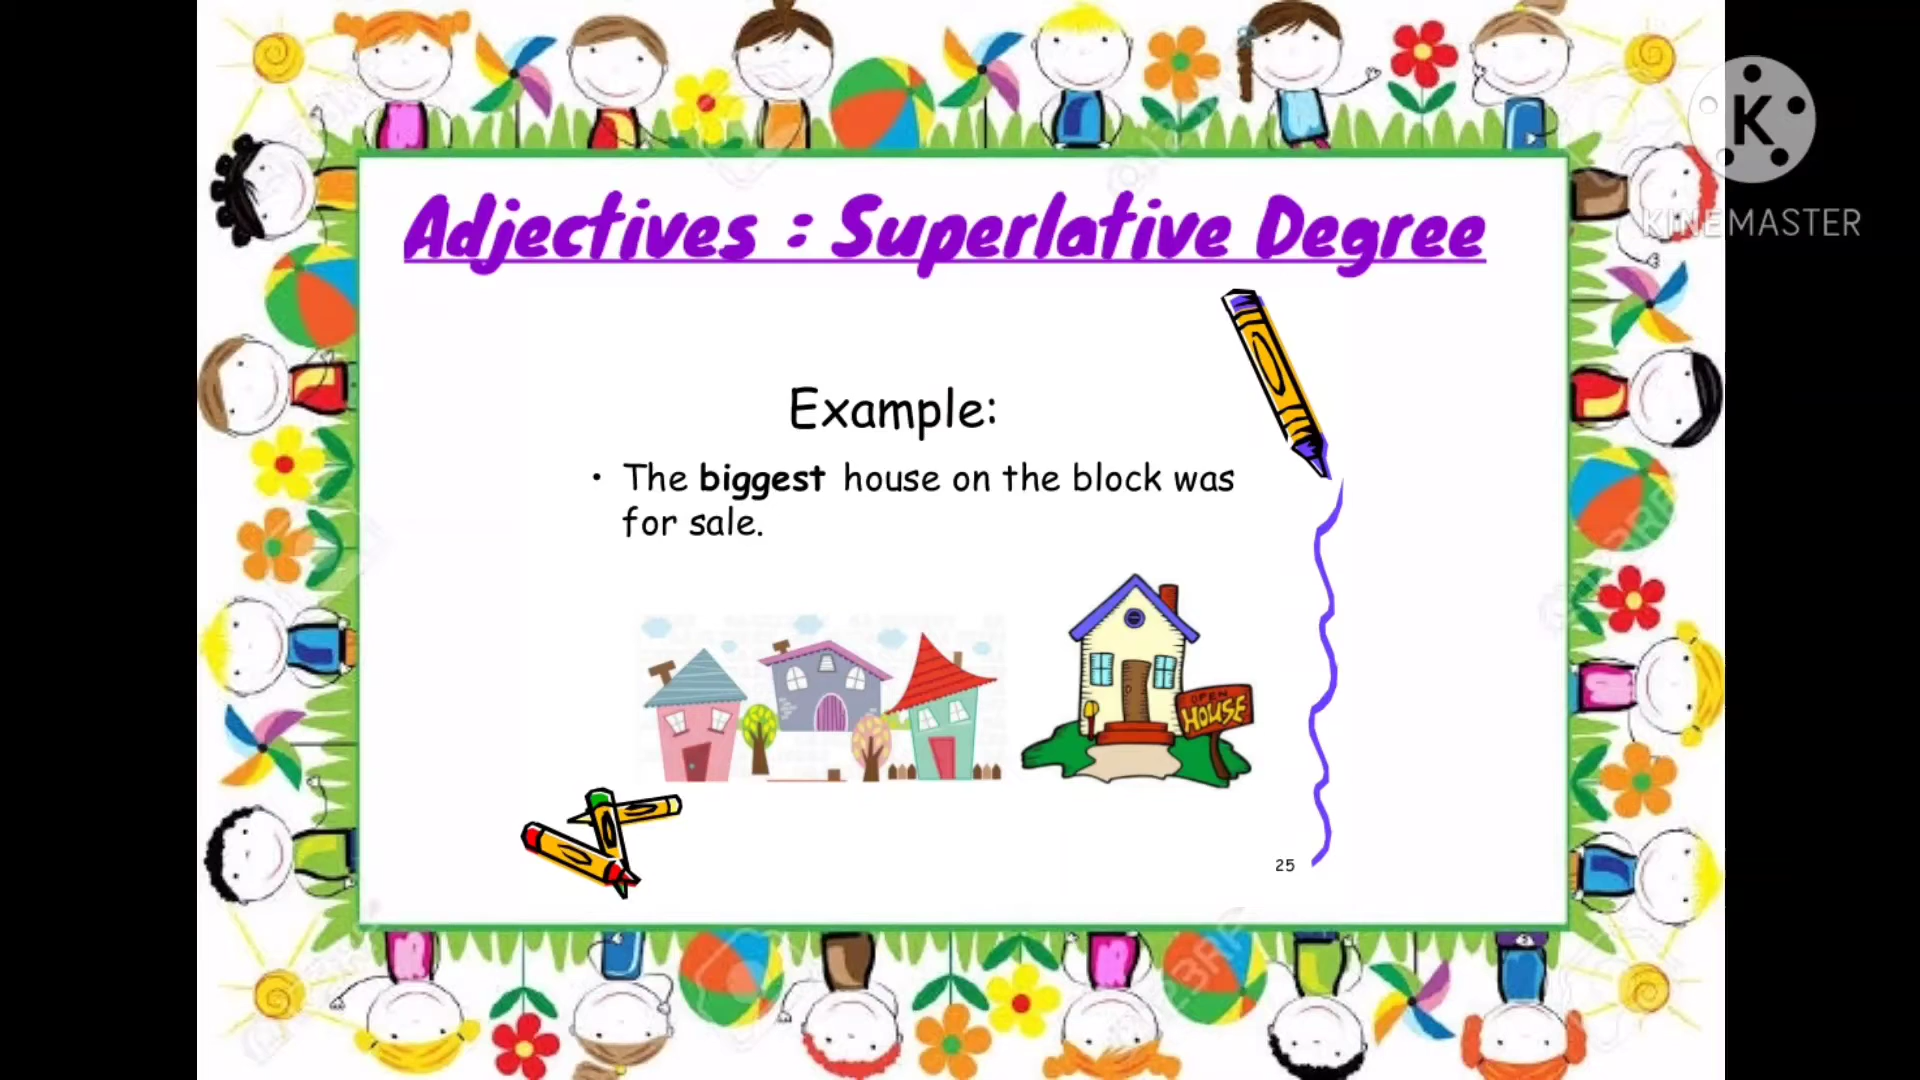 Adjectives : Superlative Degree
K
KINEMASTER
Example:
• The biggest house on the block was
for sale.
OPEN
HOUSE
25